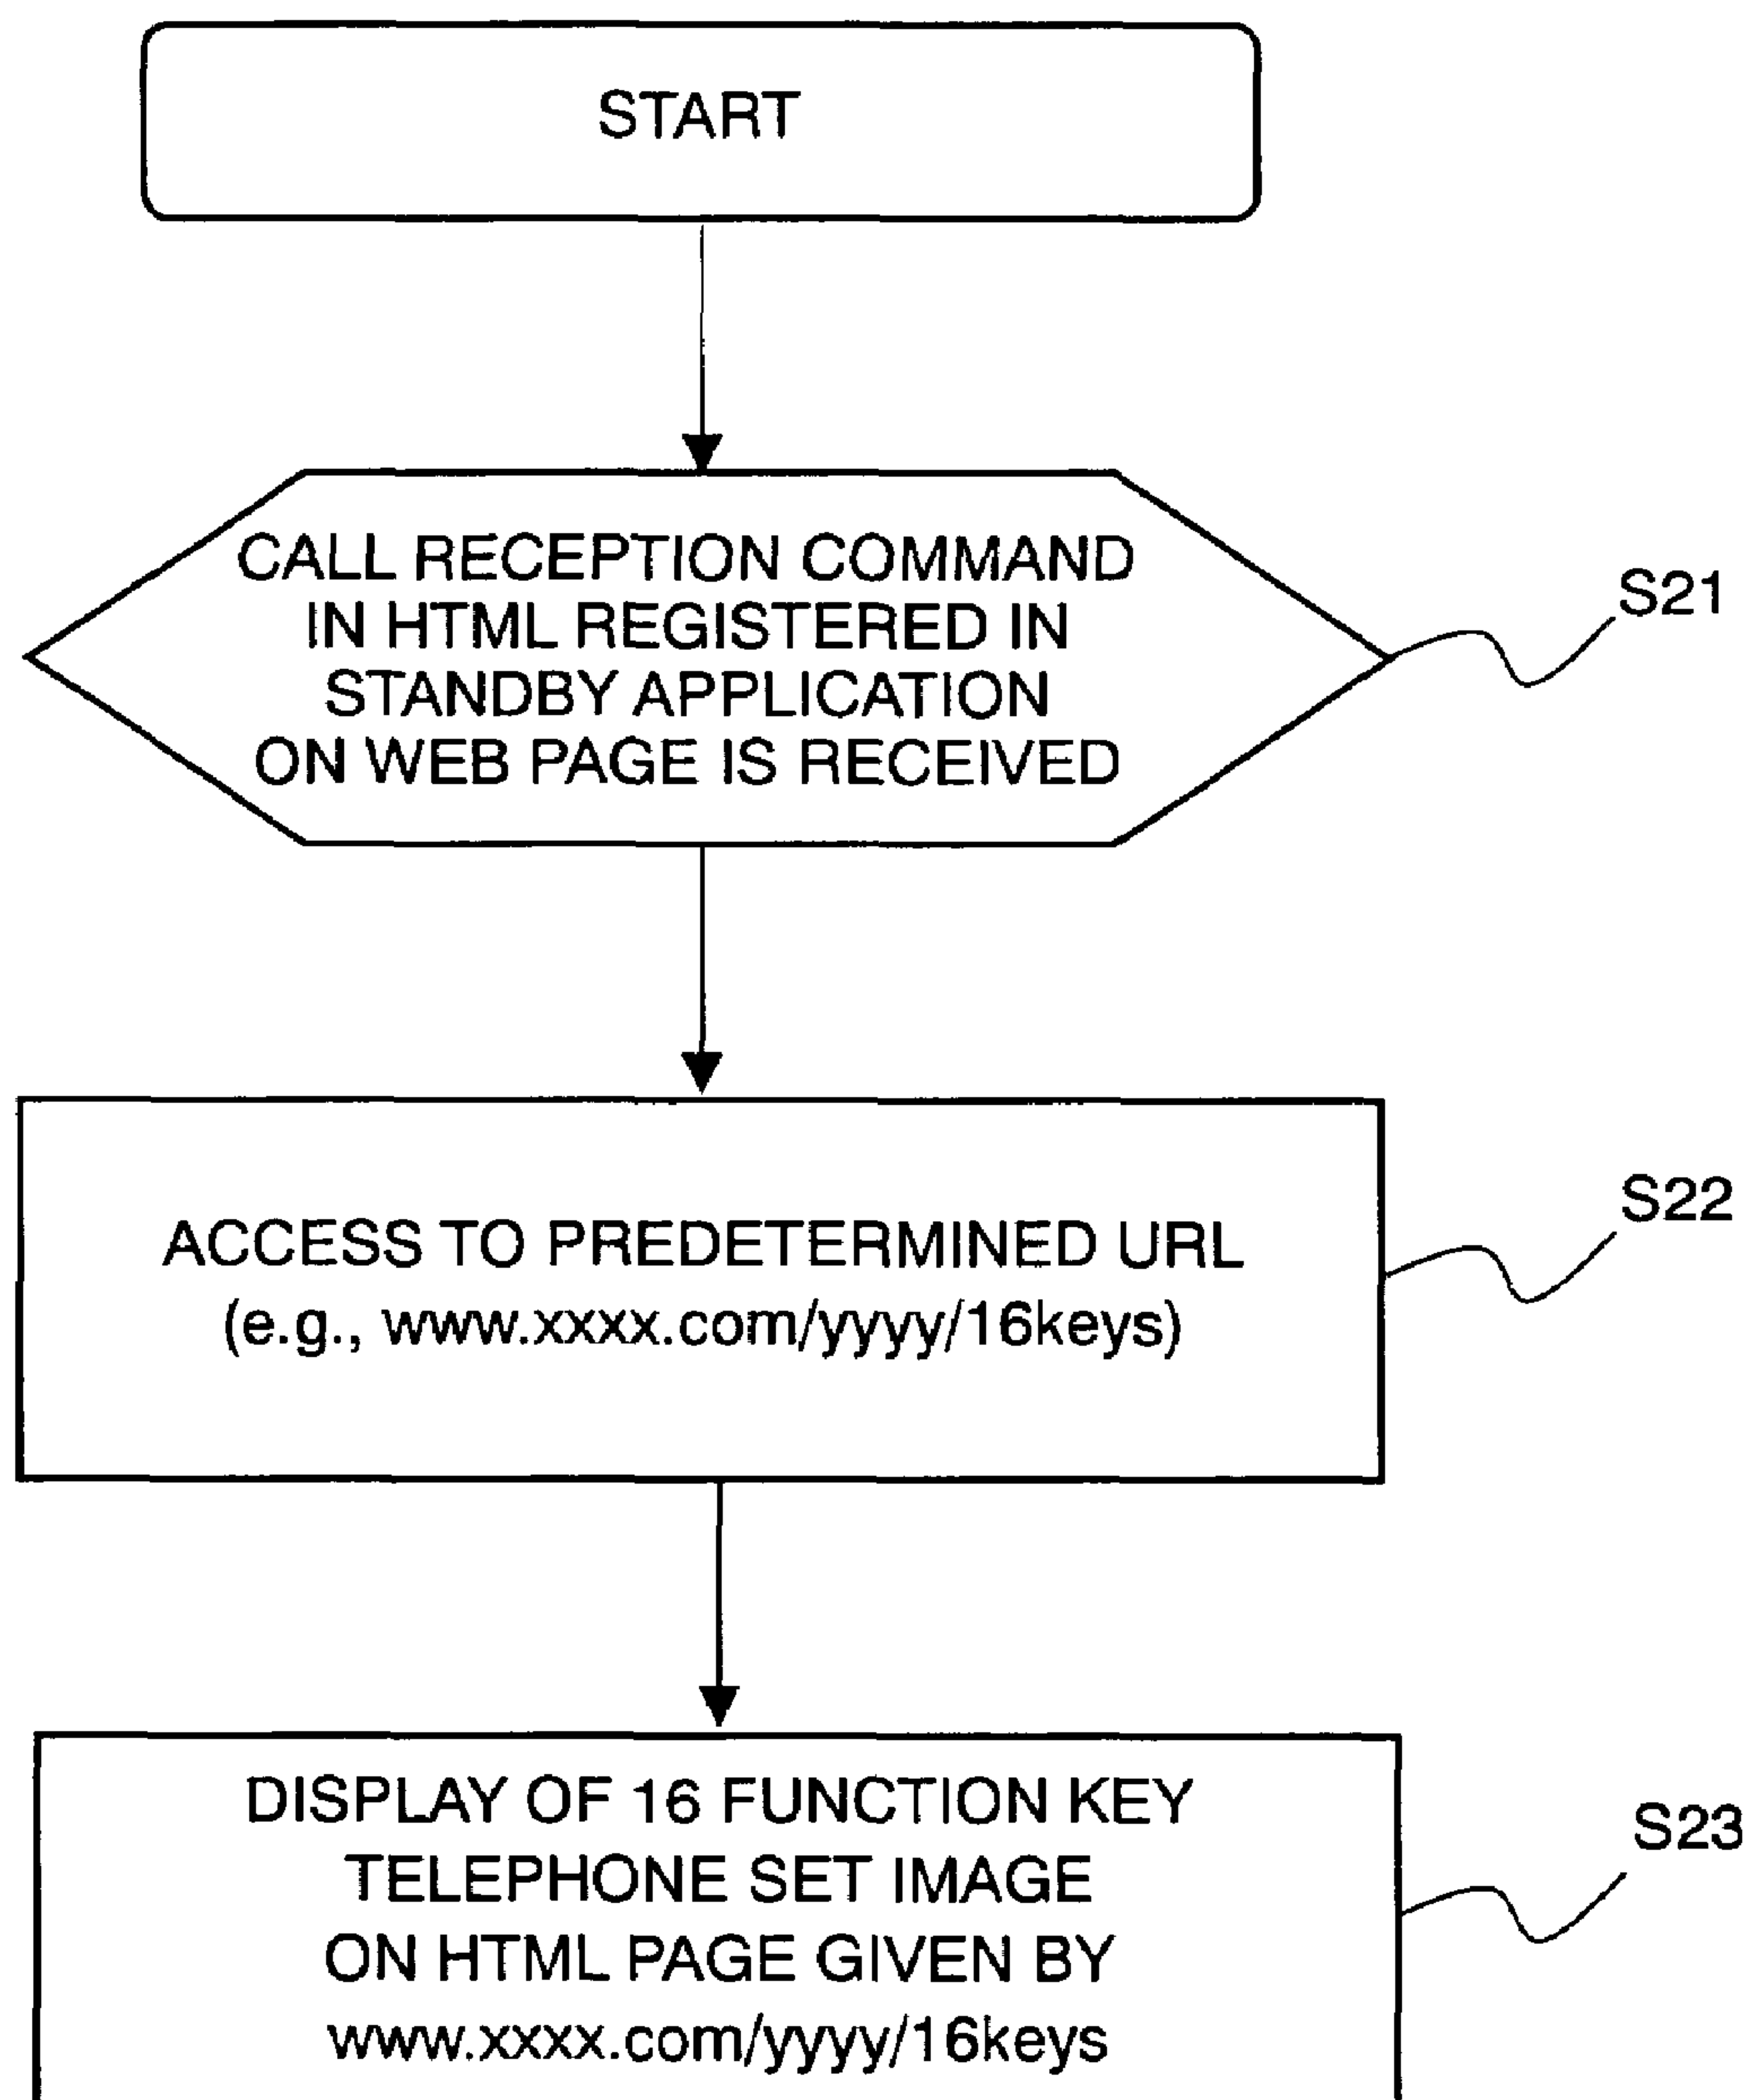 START
CALL RECEPTION COMMAND
IN HTML REGISTERED IN
STANDBY APPLICATION
ON WEB PAGE IS RECEIVED
S21
ACCESS TO PREDETERMINED URL
(e.g., www.xxxx.com/yyyy/16keys)
S22
DISPLAY OF 16 FUNCTION KEY
TELEPHONE SET IMAGE
ON HTML PAGE GIVEN BY
www.xxxx.com/yyyy/16keys
S23